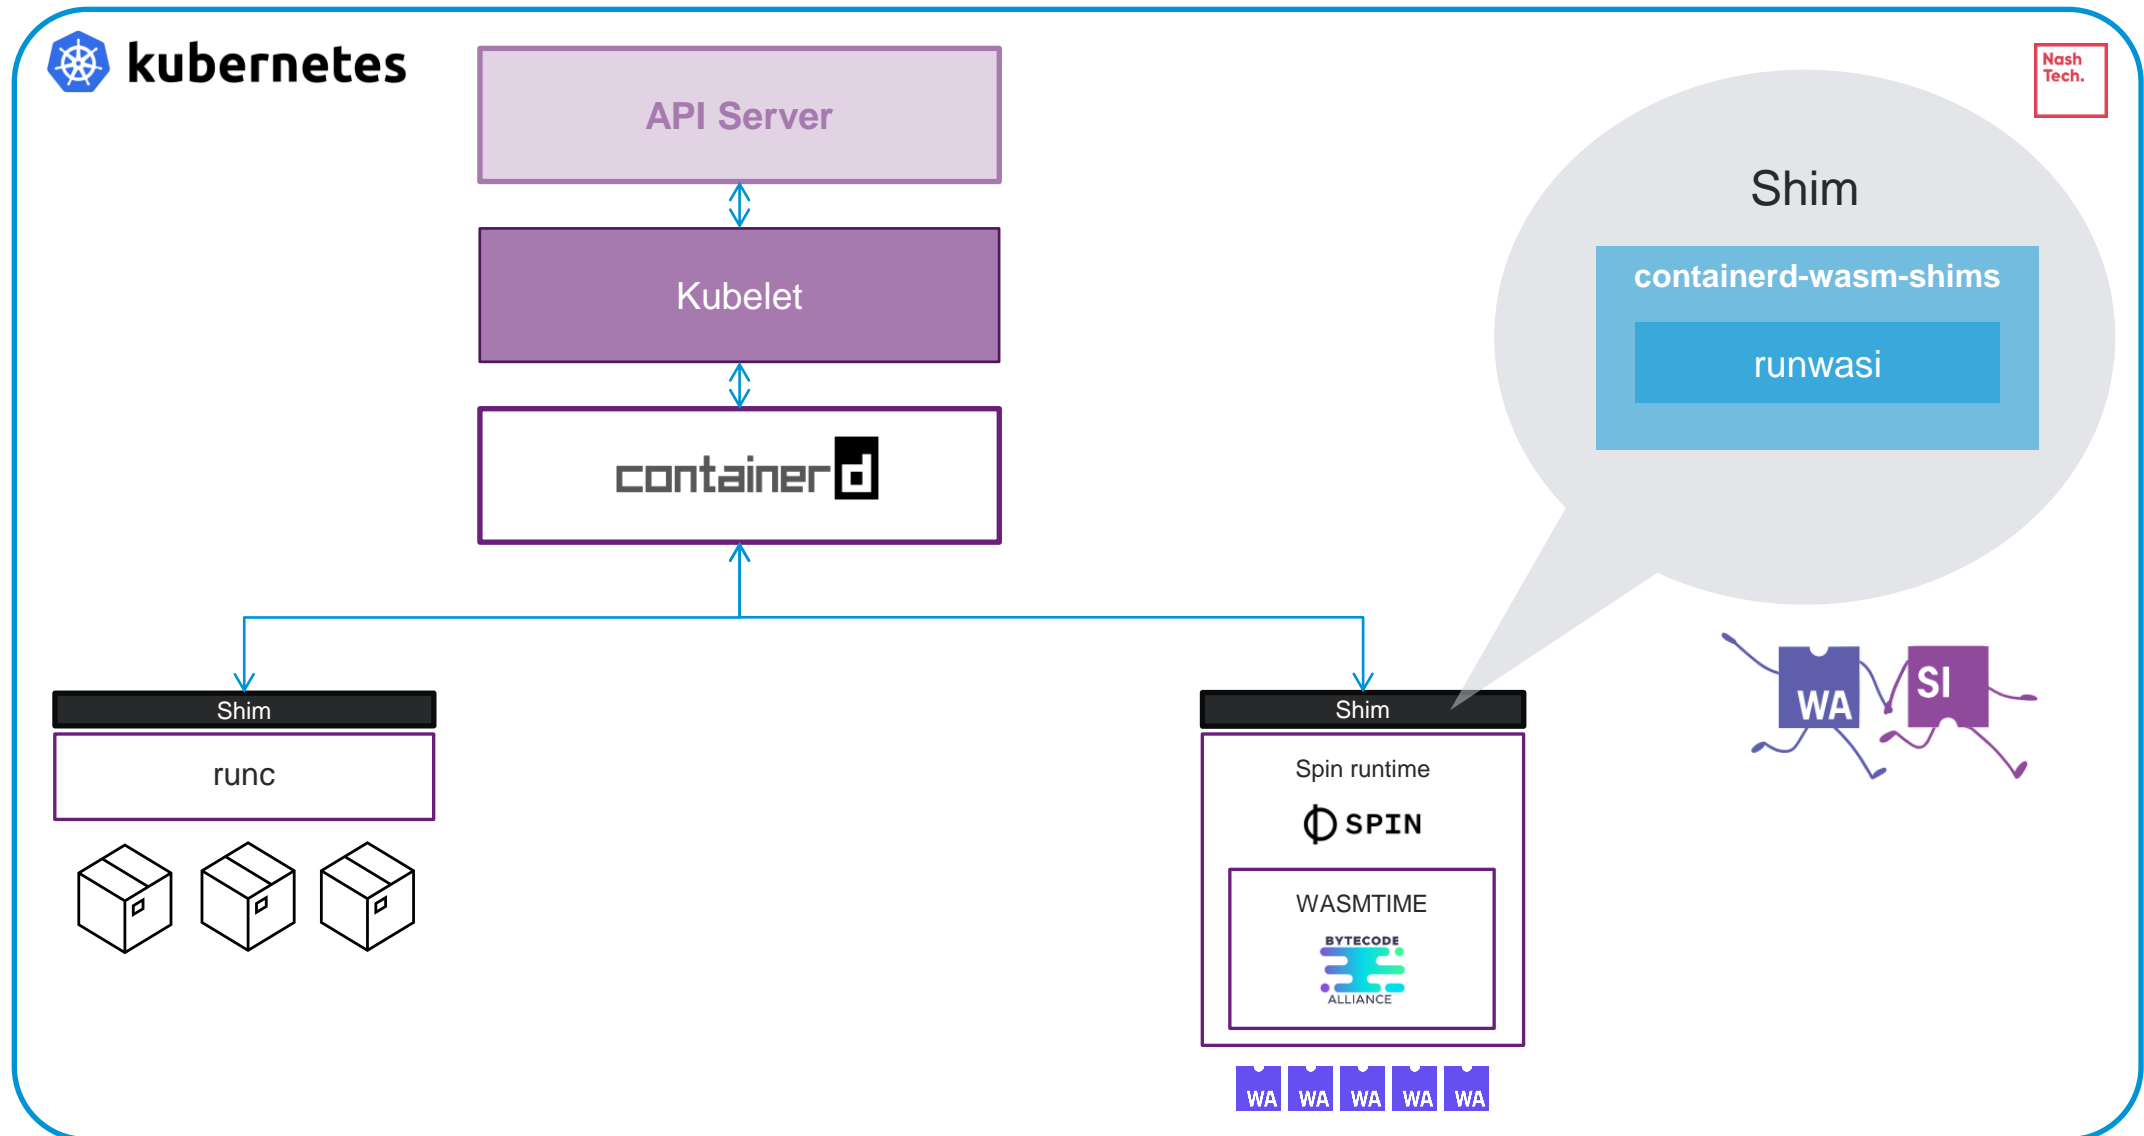 kubernetes
API Server
Nash
Tech.
Shim
containerd-wasm-shims
runwasi
Kubelet
containerd
WA
SI
Shim
runc
Shim
Spin runtime
SPIN
WASMTIME
BYTECODE
ALLIANCE
WA WA WA WA WA